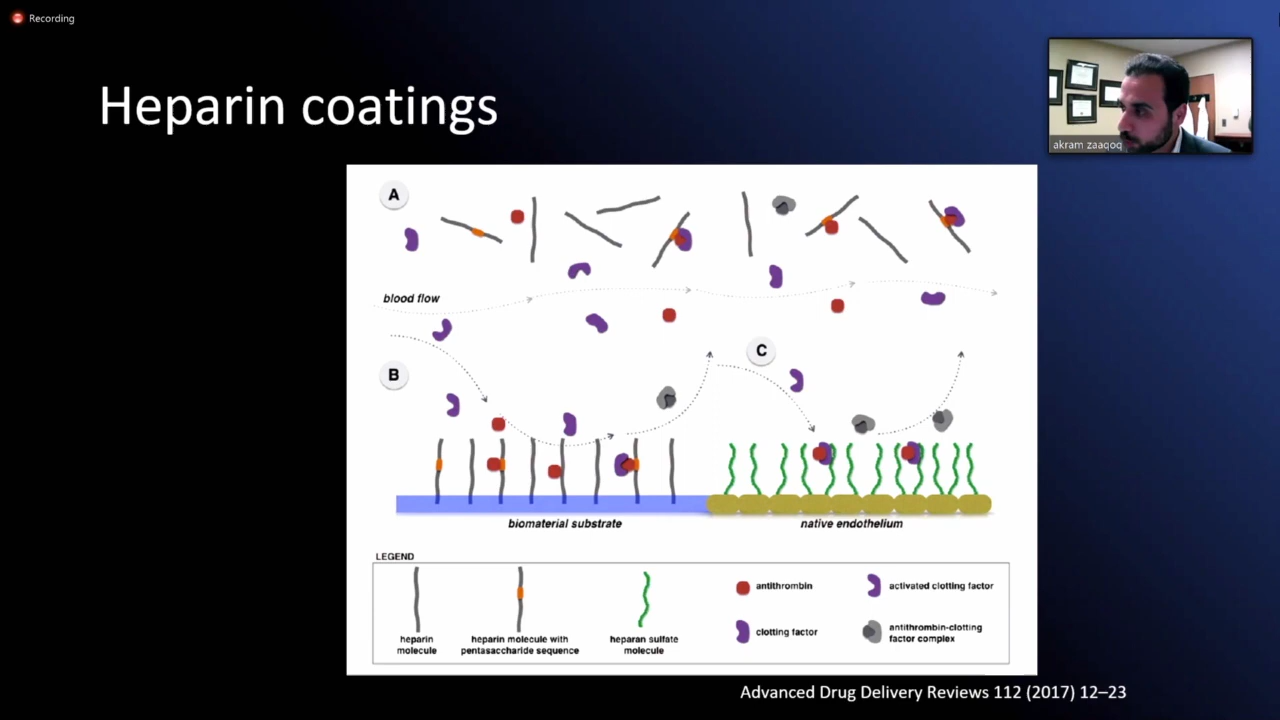 Recording
Heparin coatings
akram zaaqoq
A
blood flow
C
B
biomaterial substrate
native endothelium
LEGEND
heparin
molecule
heparin molecule with
pentasaccharide sequence
heparan sulfate
molecule
antithrombin
activated clotting factor
clotting factor
antithrombin-clotting
factor complex
Advanced Drug Delivery Reviews 112 (2017) 12–23